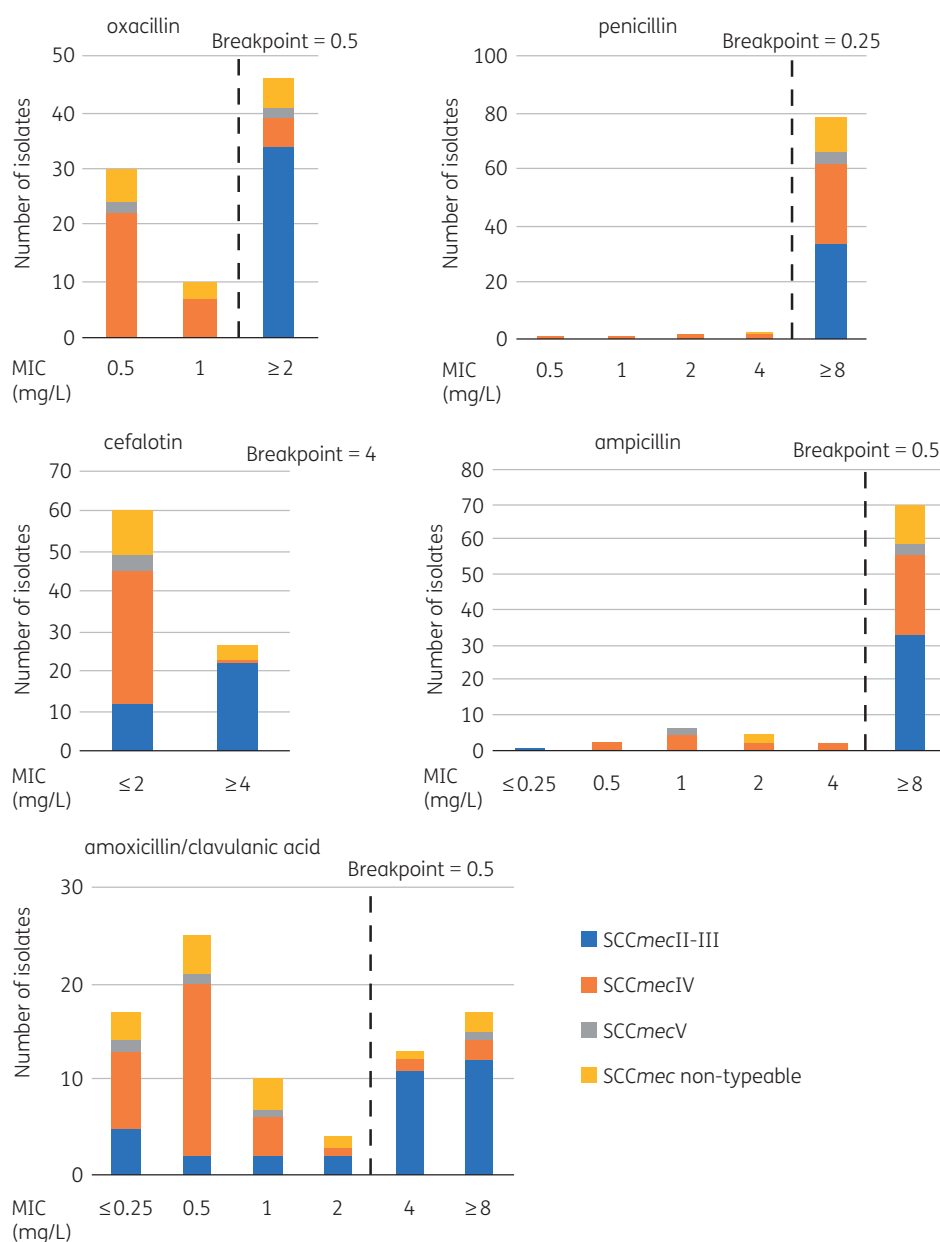 oxacillin
Breakpoint = 0.5
Number of isolates
50
40
30
20
10
0
MIC (mg/L)
0.5 1 ≥2
penicillin
Breakpoint = 0.25
Number of isolates
100
80
60
40
20
0
MIC (mg/L)
0.5 1 2 4 ≥8
cefalotin
Breakpoint = 4
Number of isolates
70
60
50
40
30
20
10
0
MIC (mg/L)
≤2 ≥4
ampicillin
Breakpoint = 0.5
Number of isolates
80
70
60
50
40
30
20
10
0
MIC (mg/L)
≤0.25 0.5 1 2 4 ≥8
amoxicillin/clavulanic acid
Breakpoint = 0.5
Number of isolates
30
20
10
0
MIC (mg/L)
≤0.25 0.5 1 2 4 ≥8
SCCmecII-III
SCCmecIV
SCCmecV
SCCmec non-typeable